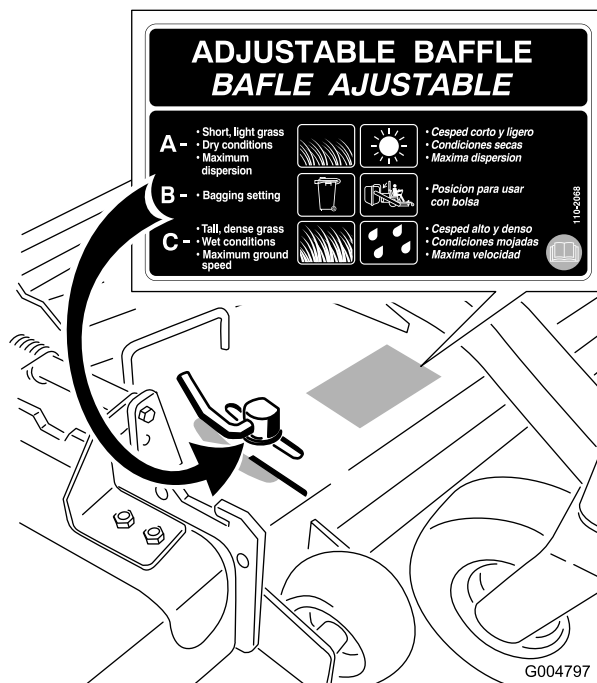 ADJUSTABLE BAFFLE
BAFLE AJUSTABLE
A-
• Short, light grass
• Dry conditions
• Maximum
dispersion
• Cesped corto y ligero
• Condiciones secas
• Maxima dispersion
B-
• Bagging setting
• Posicion para usar
con bolsa
C-
• Tall, dense grass
• Wet conditions
• Maximum ground
speed
• Cesped alto y denso
• Condiciones mojadas
• Maxima velocidad
110-2068
G004797